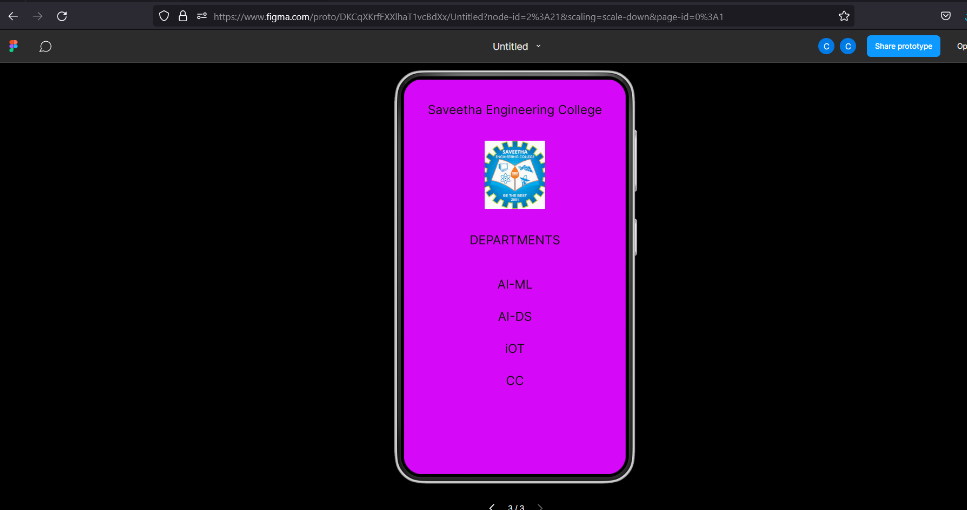 https://www.figma.com/proto/DKCqXKrfFXXlhaT1vcBdXx/Untitled?node-id=2%3A21&scaling=scale-down&page-id=0%3A1
Untitled
C
C
Share prototype
Op
Saveetha Engineering College
SAVEETHA
ENGINEERING COLLEGE
BE THE BEST
2001
DEPARTMENTS
AI-ML
AI-DS
iOT
CC
3 / 3